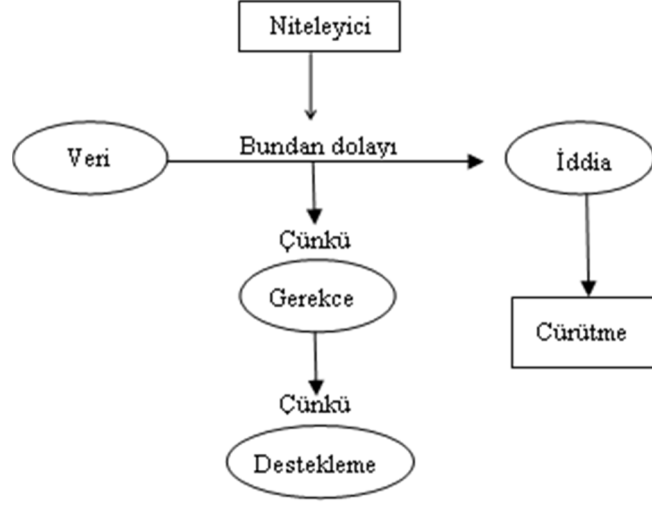 Niteleyici
Veri
Bundan dolayı
İddia
Çünkü
Gerekce
Cürütme
Çünkü
Destekleme